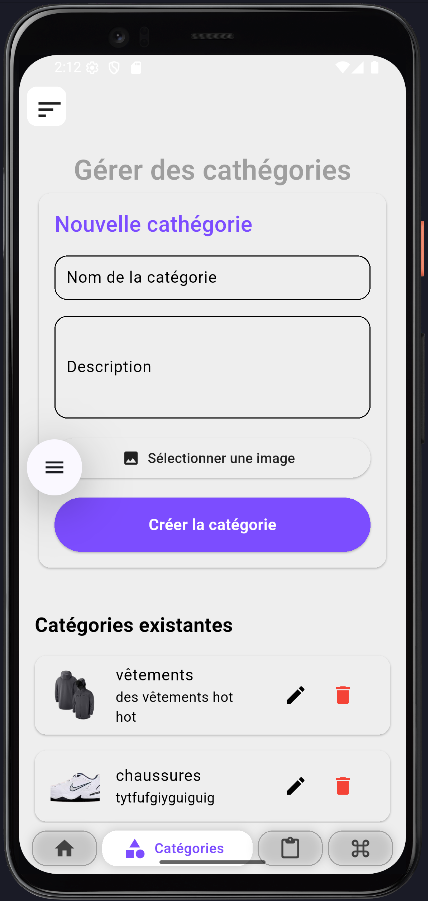 2:12
Gérer des cathégories
Nouvelle cathégorie
Nom de la catégorie
Description
Sélectionner une image
Créer la catégorie
Catégories existantes
vêtements
des vêtements hot
hot
chaussures
tytfufgiyguiguig
Catégories